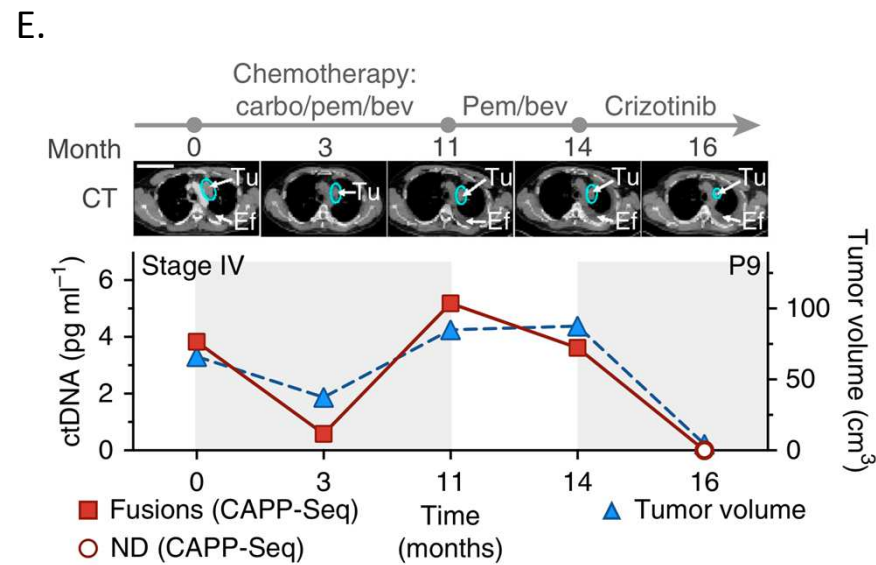 E.
Chemotherapy:
carbo/pem/bev
Pem/bev
Crizotinib
Month 0 3 11 14 16
CT
Tu
Ef
Tu
Tu
Ef
Tu
Ef
Tu
Ef
Stage IV
P9
ctDNA (pg ml⁻¹)
6
4
2
0
Tumor volume (cm³)
100
50
0
0 3 11 14 16
Time
(months)
Fusions (CAPP-Seq)
ND (CAPP-Seq)
Tumor volume